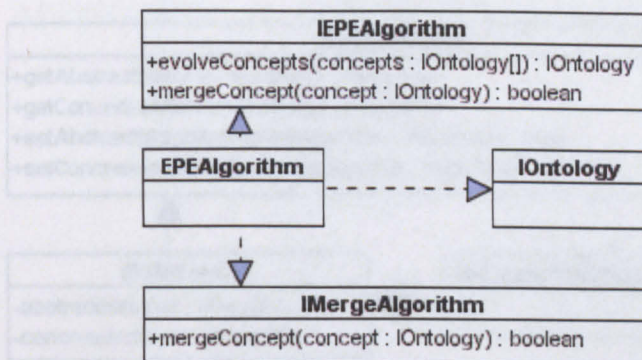 IEPEAlgorithm
+evolveConcepts(concepts : IOntology[]) : IOntology
+mergeConcept(concept : IOntology) : boolean
EPEAlgorithm
IOntology
IMergeAlgorithm
+mergeConcept(concept : IOntology) : boolean